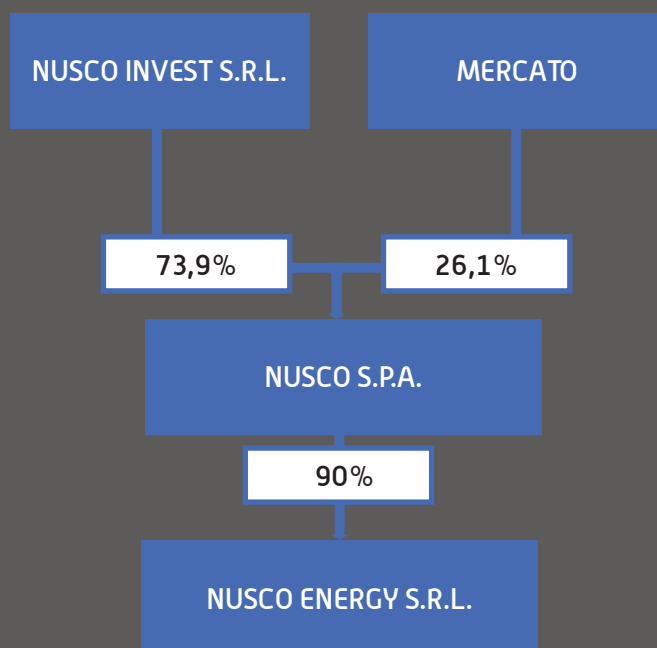 NUSCO INVEST S.R.L.
MERCATO
73,9%
26,1%
NUSCO S.P.A.
90%
NUSCO ENERGY S.R.L.